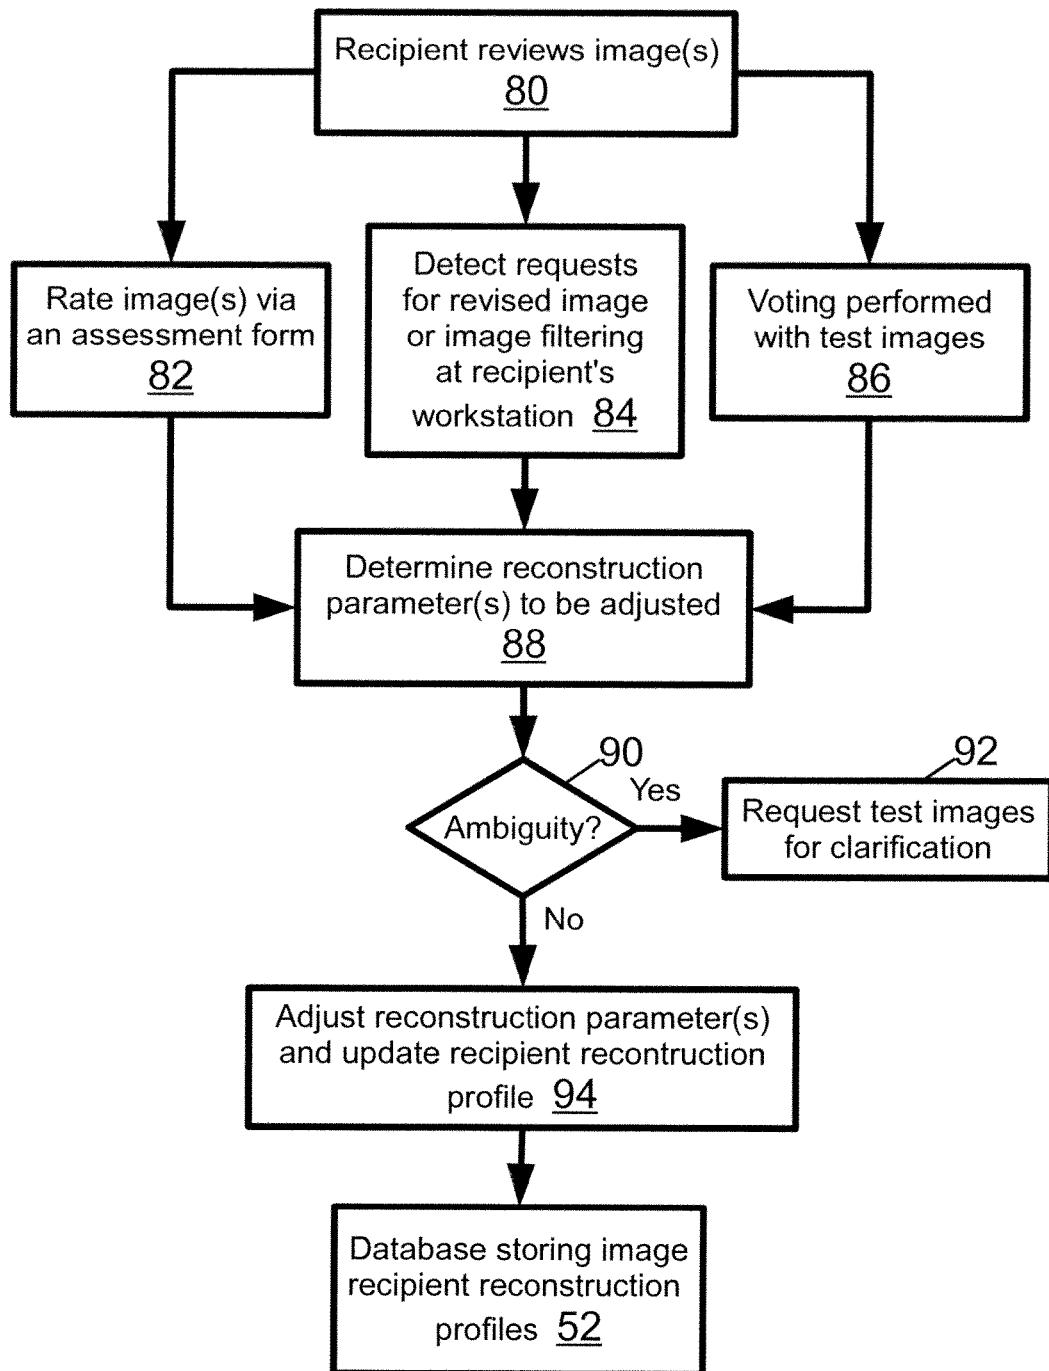 Recipient reviews image(s)
80
Rate image(s) via
an assessment form
82
Detect requests
for revised image
or image filtering
at recipient's
workstation 84
Voting performed
with test images
86
Determine reconstruction
parameter(s) to be adjusted
88
90
Ambiguity?
Yes
92
Request test images
for clarification
No
Adjust reconstruction parameter(s)
and update recipient recontruction
profile 94
Database storing image
recipient reconstruction
profiles 52